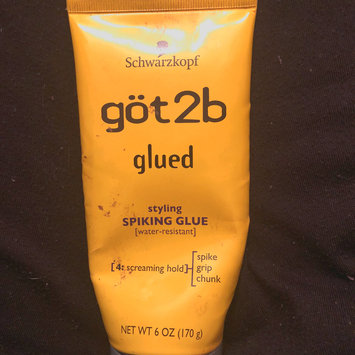 Schwarzkopf
göt2b
glued
styling
SPIKING GLUE
[water-resistant]
[4: screaming hold]
spike
grip
chunk
NET WT 6 OZ (170 g)